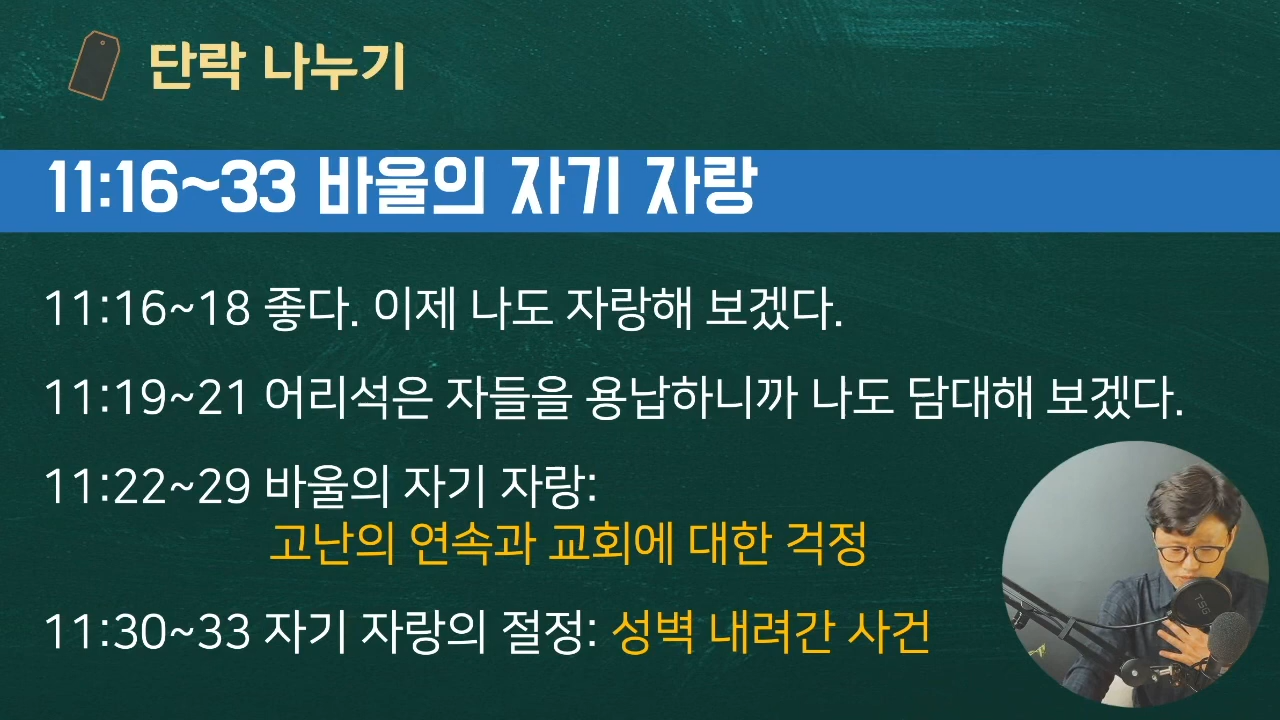 단락 나누기
11:16~33 바울의 자기 자랑
11:16~18 좋다. 이제 나도 자랑해 보겠다.
11:19~21 어리석은 자들을 용납하니까 나도 담대해 보겠다.
11:22~29 바울의 자기 자랑:
고난의 연속과 교회에 대한 걱정
11:30~33 자기 자랑의 절정: 성벽 내려간 사건
TSG